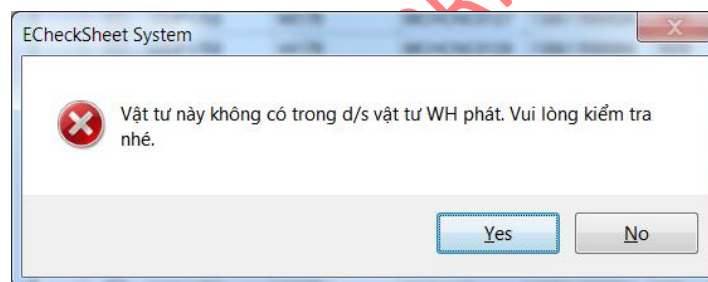 ECheckSheet System
Vật tư này không có trong d/s vật tư WH phát. Vui lòng kiểm tra
nhé.
Yes
No